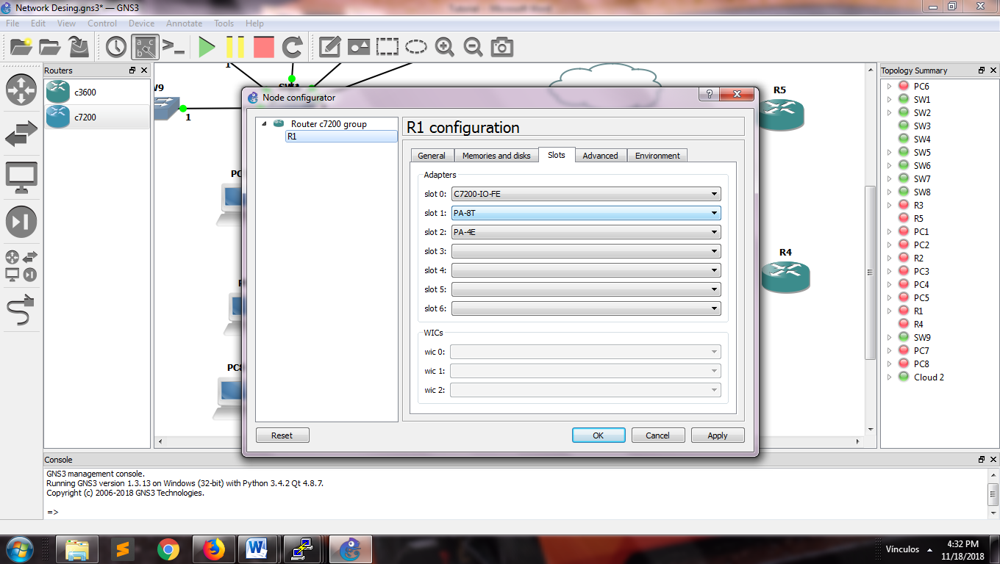 Network Desing.gns3* — GNS3
File Edit View Control Device Annotate Tools Help
Routers
c3600
c7200
W9
1
1
R5
R4
PC8
Node configurator
Router c7200 group
R1
R1 configuration
General Memories and disks Slots Advanced Environment
Adapters
slot 0: C7200-IO-FE
slot 1: PA-8T
slot 2: PA-4E
slot 3:
slot 4:
slot 5:
slot 6:
WICs
wic 0:
wic 1:
wic 2:
Reset OK Cancel Apply
Topology Summary
PC6
SW1
SW2
SW3
SW4
SW5
SW6
SW7
SW8
R3
R5
PC1
PC2
R2
PC3
PC4
PC5
R1
R4
SW9
PC7
PC8
Cloud 2
Console
GNS3 management console.
Running GNS3 version 1.3.13 on Windows (32-bit) with Python 3.4.2 Qt 4.8.7.
Copyright (c) 2006-2018 GNS3 Technologies.
=>
Vínculos
4:32 PM
11/18/2018